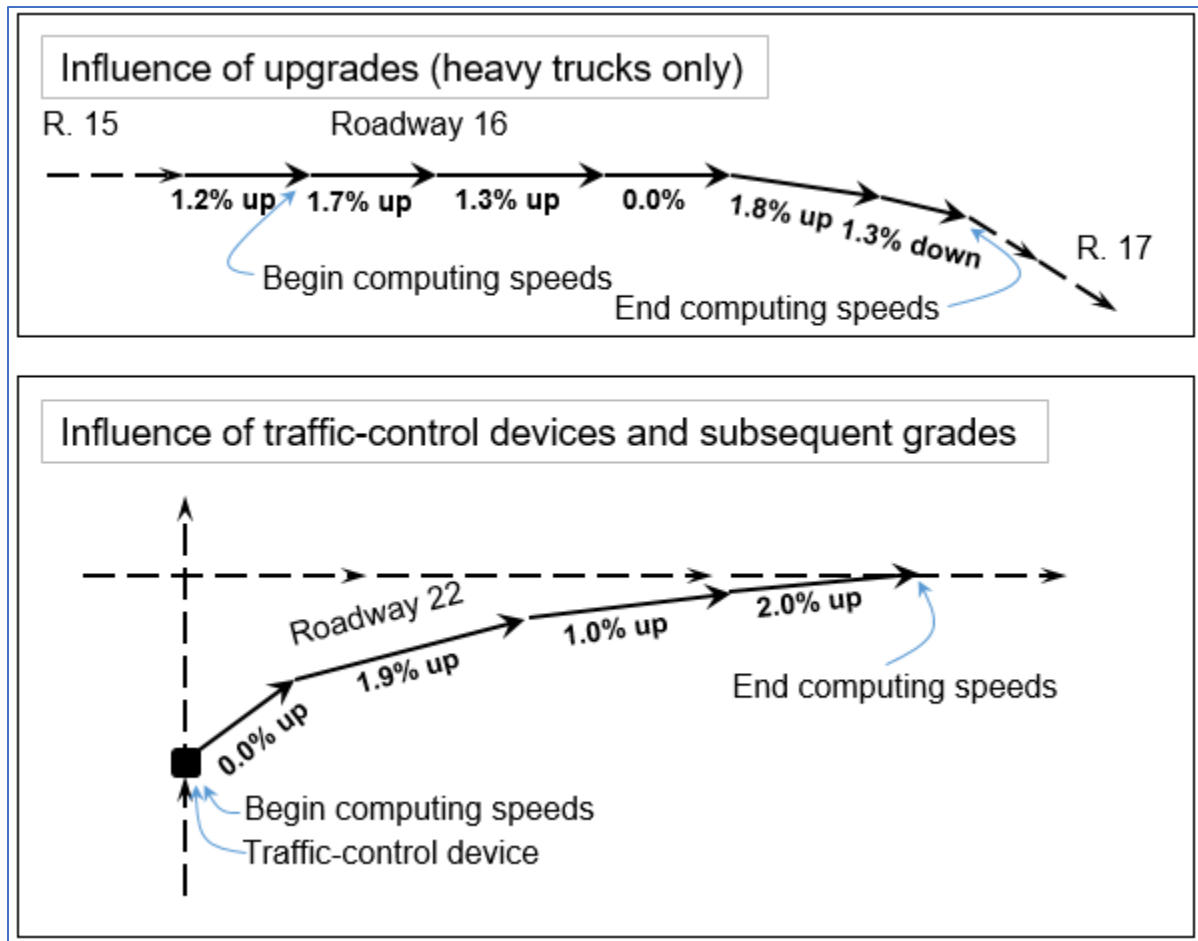 Influence of upgrades (heavy trucks only)
R. 15
Roadway 16
1.2% up
1.7% up
1.3% up
0.0%
1.8% up
1.3% down
R. 17
Begin computing speeds
End computing speeds
Influence of traffic-control devices and subsequent grades
Roadway 22
0.0% up
1.9% up
1.0% up
2.0% up
End computing speeds
Begin computing speeds
Traffic-control device